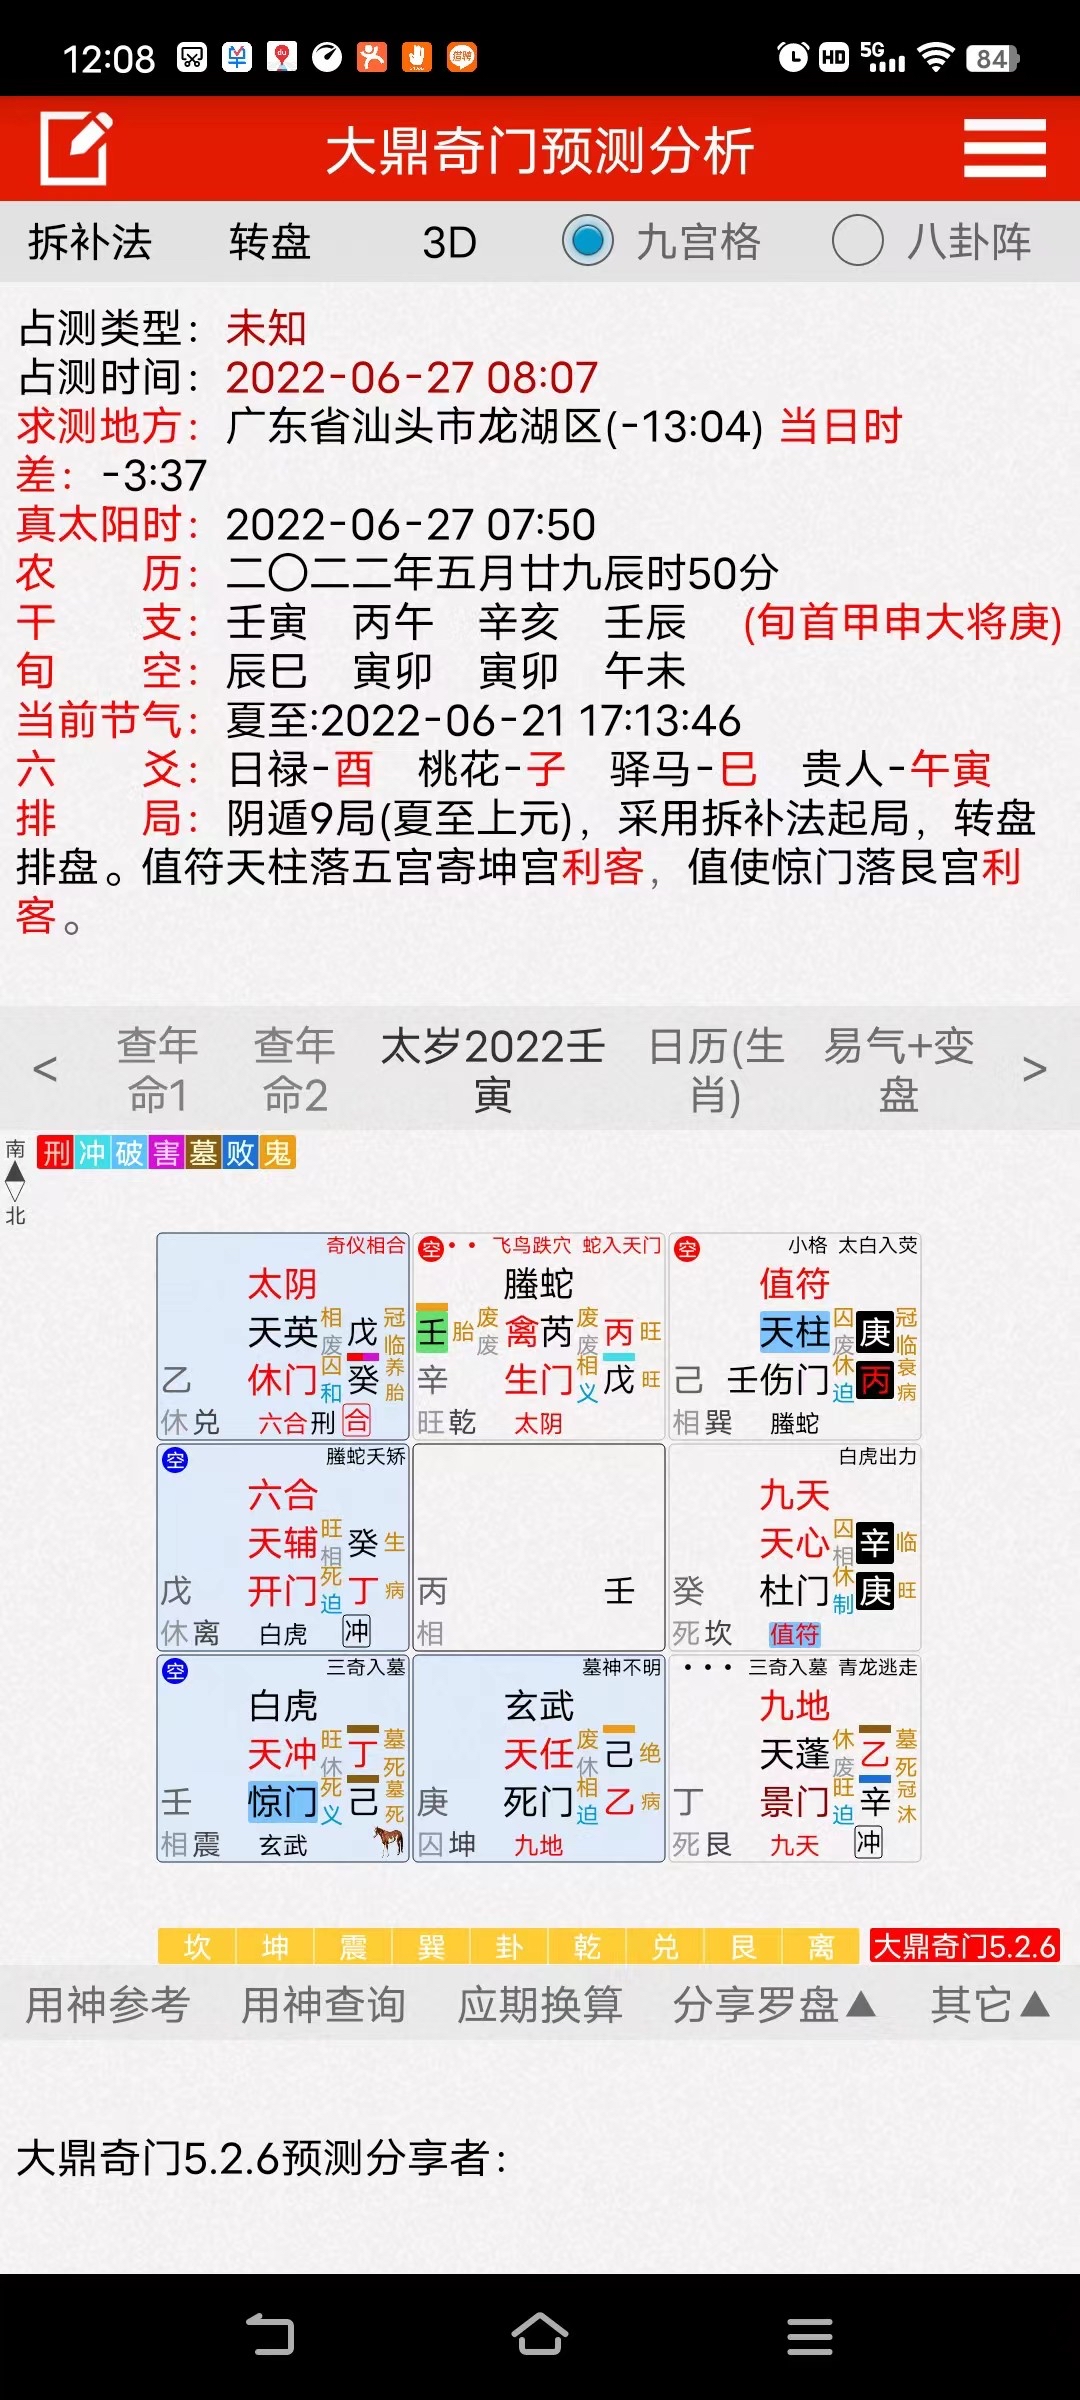 12:08
5G
HD
84
大鼎奇门预测分析
拆补法 转盘 3D 九宫格 八卦阵
占测类型：未知
占测时间：2022-06-27 08:07
求测地方：广东省汕头市龙湖区(-13:04) 当日时
差：-3:37
真太阳时：2022-06-27 07:50
农 历：二〇二二年五月廿九辰时50分
干 支：壬寅 丙午 辛亥 壬辰 (旬首甲申大将庚)
旬 空：辰巳 寅卯 寅卯 午未
当前节气：夏至:2022-06-21 17:13:46
六 爻：日禄-酉 桃花-子 驿马-巳 贵人-午寅
排 局：阴遁9局(夏至上元)，采用拆补法起局，转盘
排盘。值符天柱落五宫寄坤宫利客，值使惊门落艮宫利
客。
< 查年 查年 太岁2022壬 日历(生 易气+变 >
命1 命2 寅 肖) 盘
南 刑 冲 破 害 墓 败 鬼
北
奇仪相合
太阴
天英 相 废 戊 冠 临
乙 休门 囚 和 癸 养 胎
休 兑 六合 刑 合
空 •• 飞鸟跌穴 蛇入天门
螣蛇
壬 胎 废 废 禽芮 废 废 丙 旺
辛 生门 相 义 戊 旺
旺 乾 太阴
空 小格 太白入荧
值符
天柱 囚 废 庚 冠 临
己 壬 伤门 休 迫 丙 衰 病
相 巽 螣蛇
空 螣蛇夭矫
六合
天辅 旺 相 癸 生
戊 开门 死 迫 丁 病
休 离 白虎 冲
丙 壬
相
白虎出力
九天
天心 囚 相 辛 临
癸 杜门 休 制 庚 旺
死 坎 值符
空 三奇入墓
白虎
天冲 旺 休 丁 墓 死
壬 惊门 死 义 己 墓 死
相 震 玄武
墓神不明
玄武
天任 废 休 己 绝
庚 死门 相 迫 乙 病
囚 坤 九地
••• 三奇入墓 青龙逃走
九地
天蓬 休 废 乙 墓 死
丁 景门 旺 迫 辛 冠 沐
死 艮 九天 冲
坎 坤 震 巽 卦 乾 兑 艮 离 大鼎奇门5.2.6
用神参考 用神查询 应期换算 分享罗盘▲ 其它▲
大鼎奇门5.2.6预测分享者：